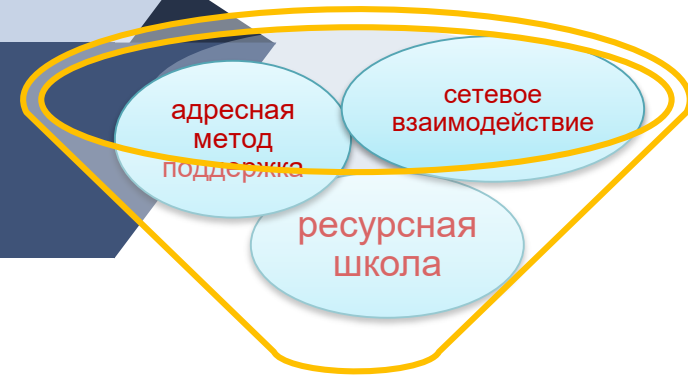 адресная
метод
поддержка
сетевое
взаимодействие
ресурсная
школа